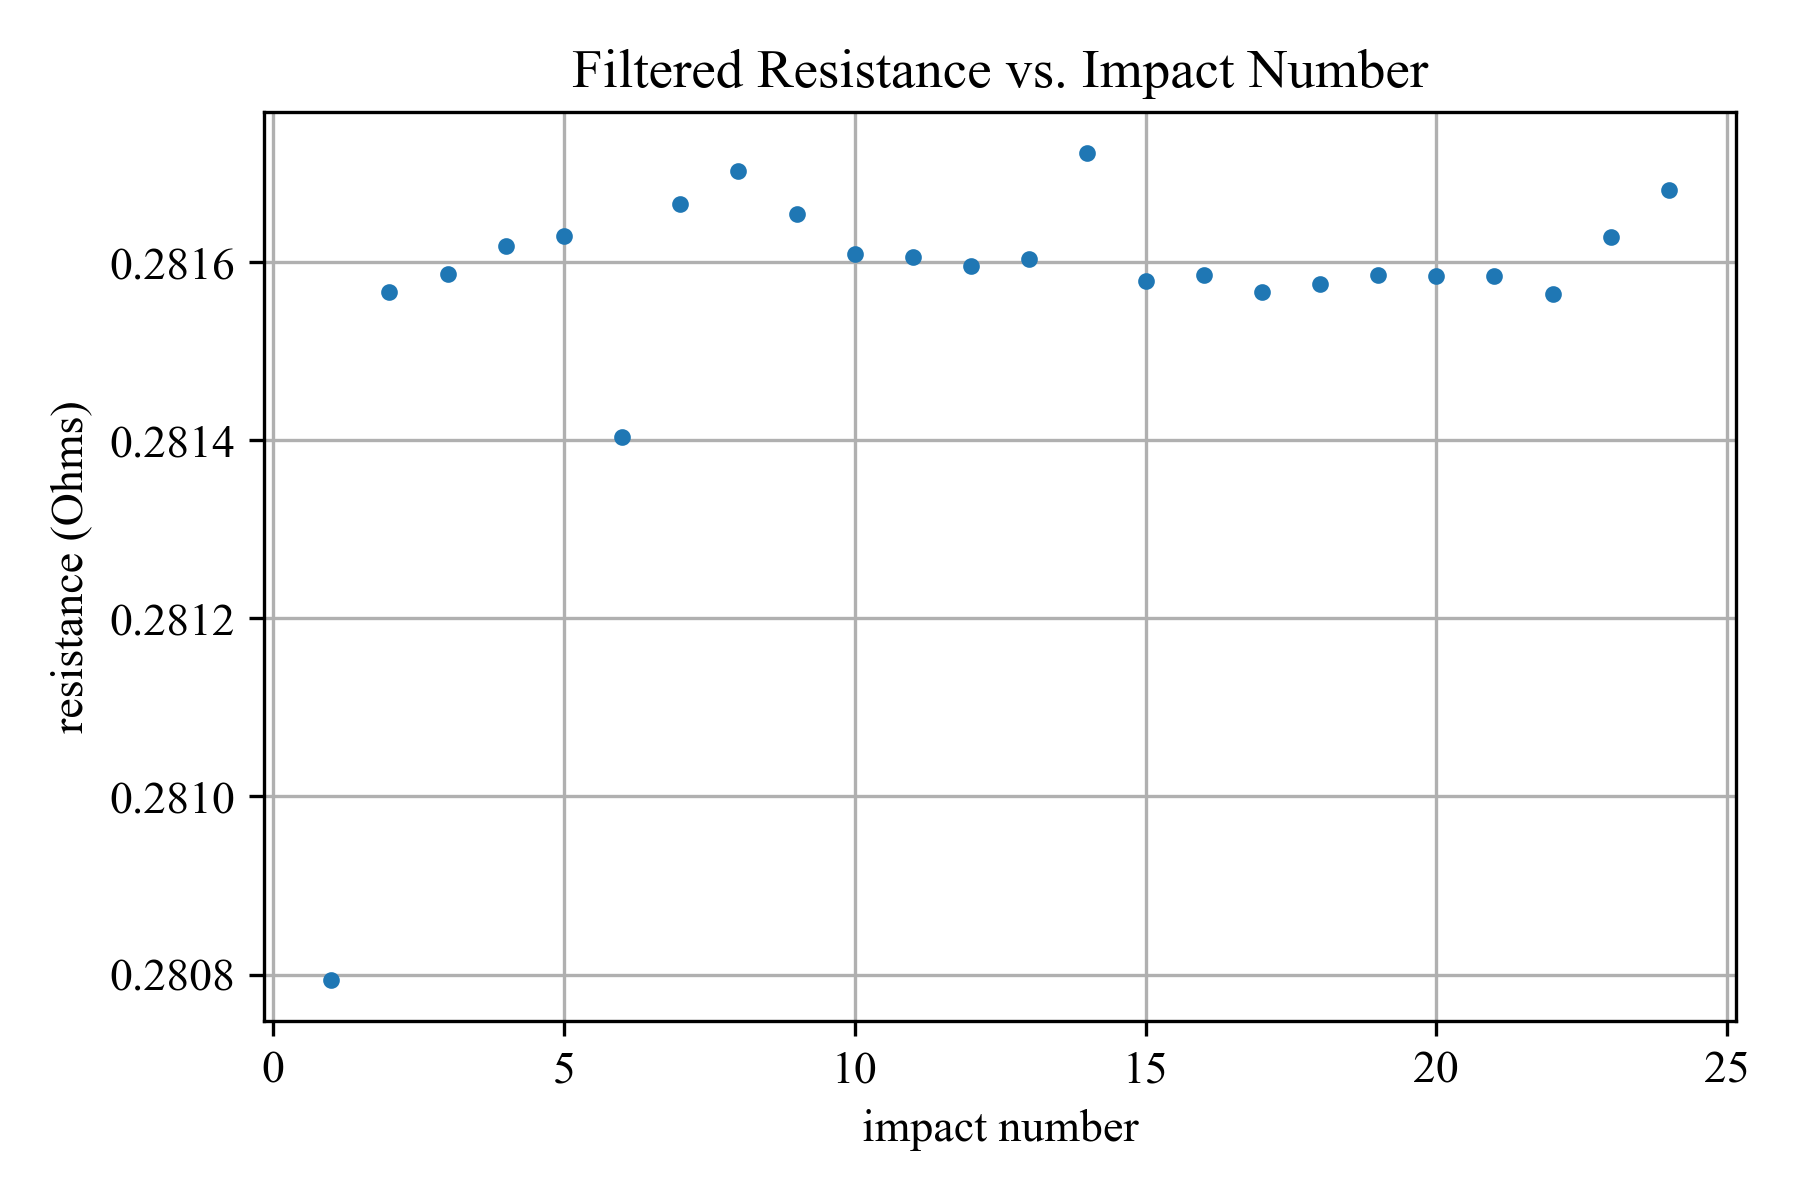 Filtered Resistance vs. Impact Number
0.2816
0.2814
0.2812
0.2810
0.2808
resistance (Ohms)
0 5 10 15 20 25
impact number